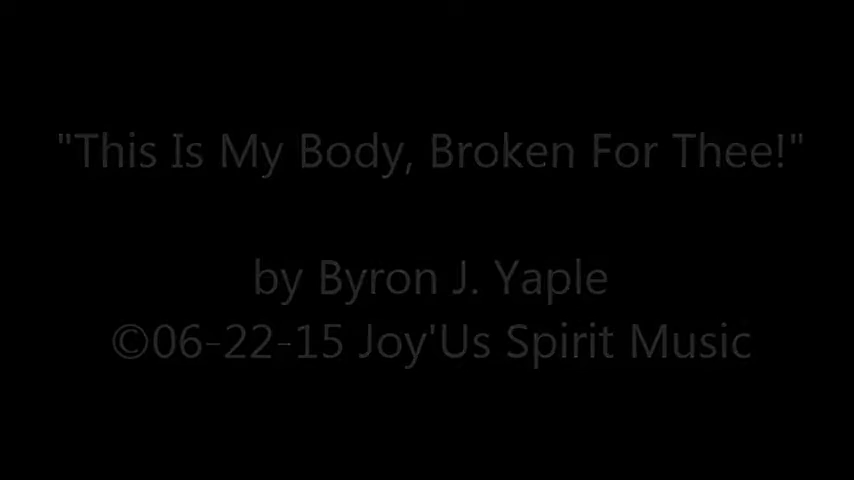 "This Is My Body, Broken For Thee!"
by Byron J. Yaple
©06-22-15 Joy'Us Spirit Music